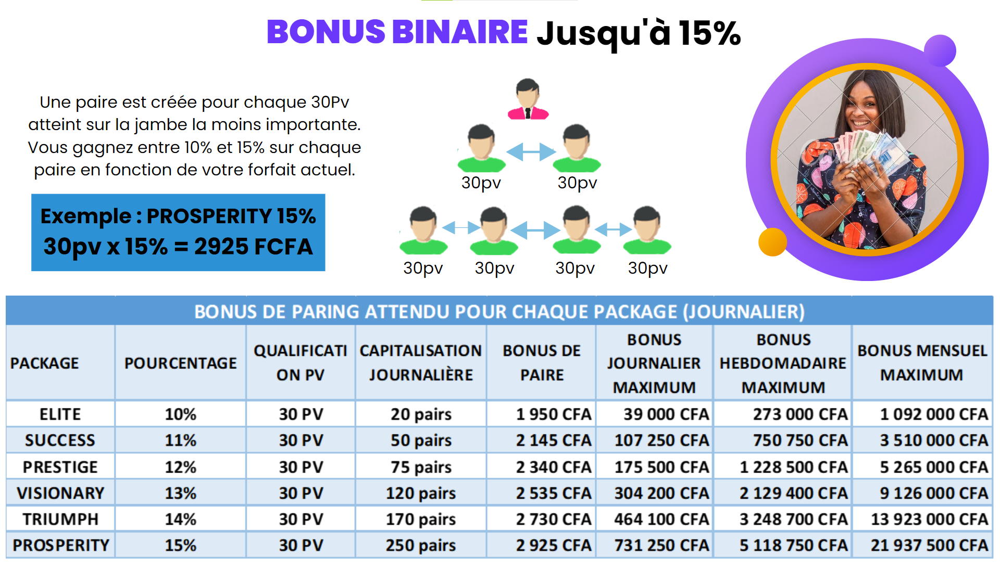 BONUS BINAIRE Jusqu'à 15%
Une paire est créée pour chaque 30Pv
atteint sur la jambe la moins importante.
Vous gagnez entre 10% et 15% sur chaque
paire en fonction de votre forfait actuel.
Exemple : PROSPERITY 15%
30pv x 15% = 2925 FCFA
30pv 30pv
30pv 30pv 30pv 30pv
BONUS DE PARING ATTENDU POUR CHAQUE PACKAGE (JOURNALIER)
PACKAGE POURCENTAGE QUALIFICATI
ON PV CAPITALISATION
JOURNALIÈRE BONUS DE
PAIRE BONUS
JOURNALIER
MAXIMUM BONUS
HEBDOMADAIRE
MAXIMUM BONUS MENSUEL
MAXIMUM
ELITE 10% 30 PV 20 pairs 1 950 CFA 39 000 CFA 273 000 CFA 1 092 000 CFA
SUCCESS 11% 30 PV 50 pairs 2 145 CFA 107 250 CFA 750 750 CFA 3 510 000 CFA
PRESTIGE 12% 30 PV 75 pairs 2 340 CFA 175 500 CFA 1 228 500 CFA 5 265 000 CFA
VISIONARY 13% 30 PV 120 pairs 2 535 CFA 304 200 CFA 2 129 400 CFA 9 126 000 CFA
TRIUMPH 14% 30 PV 170 pairs 2 730 CFA 464 100 CFA 3 248 700 CFA 13 923 000 CFA
PROSPERITY 15% 30 PV 250 pairs 2 925 CFA 731 250 CFA 5 118 750 CFA 21 937 500 CFA